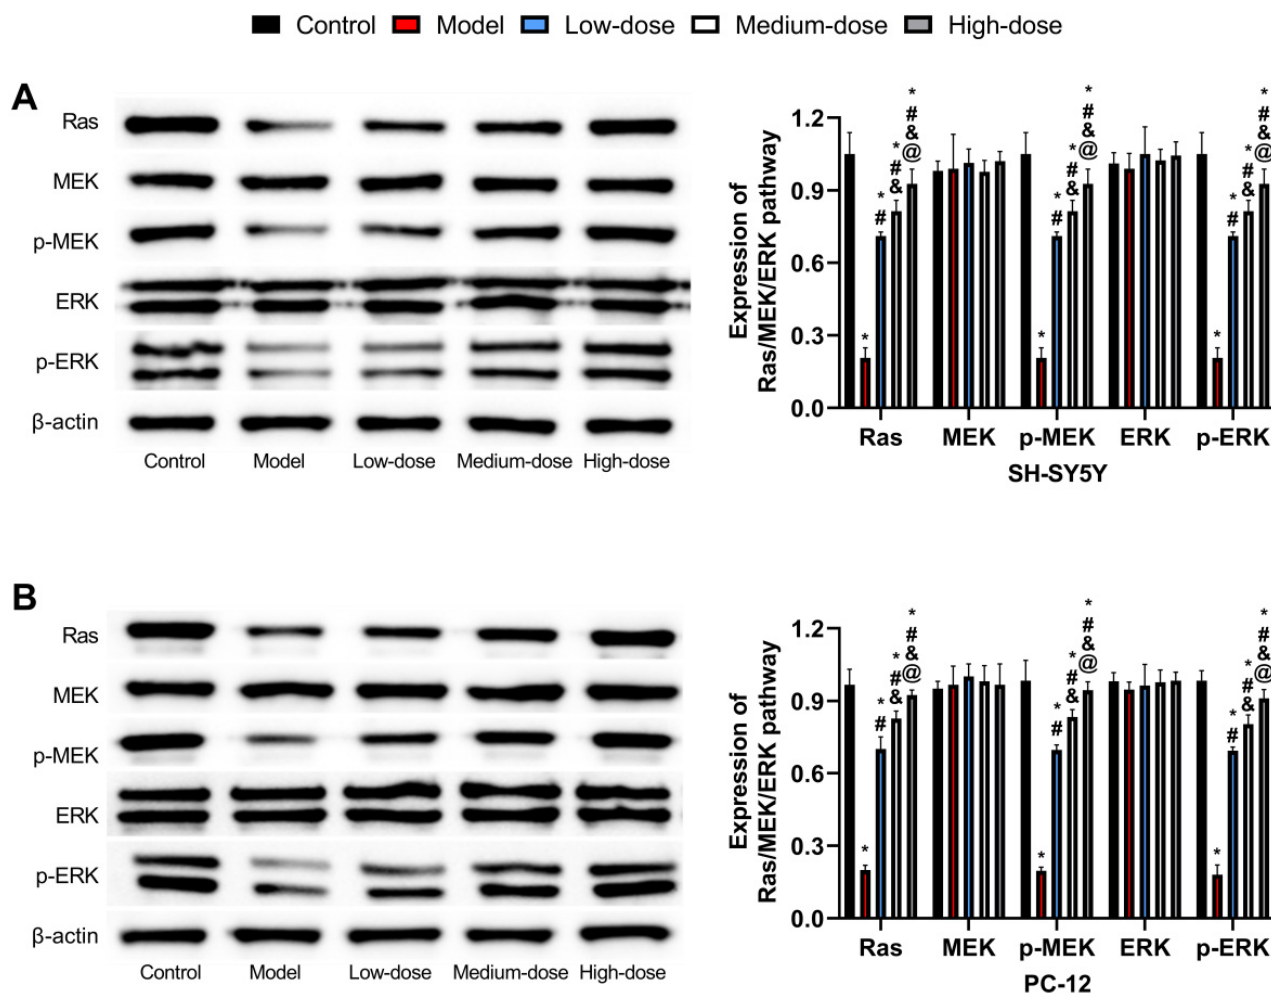 Control Model Low-dose Medium-dose High-dose
A
Ras
MEK
p-MEK
ERK
p-ERK
β-actin
Control Model Low-dose Medium-dose High-dose
Expression of
Ras/MEK/ERK pathway
1.2
0.9
0.6
0.3
0.0
*
*
#
*
#
&
*
#
&
@
*
*
#
*
#
&
*
#
&
@
*
*
#
*
#
&
*
#
&
@
Ras MEK p-MEK ERK p-ERK
SH-SY5Y
B
Ras
MEK
p-MEK
ERK
p-ERK
β-actin
Control Model Low-dose Medium-dose High-dose
Expression of
Ras/MEK/ERK pathway
1.2
0.9
0.6
0.3
0.0
*
*
#
*
#
&
*
#
&
@
*
*
#
*
#
&
*
#
&
@
*
*
#
*
#
&
*
#
&
@
Ras MEK p-MEK ERK p-ERK
PC-12